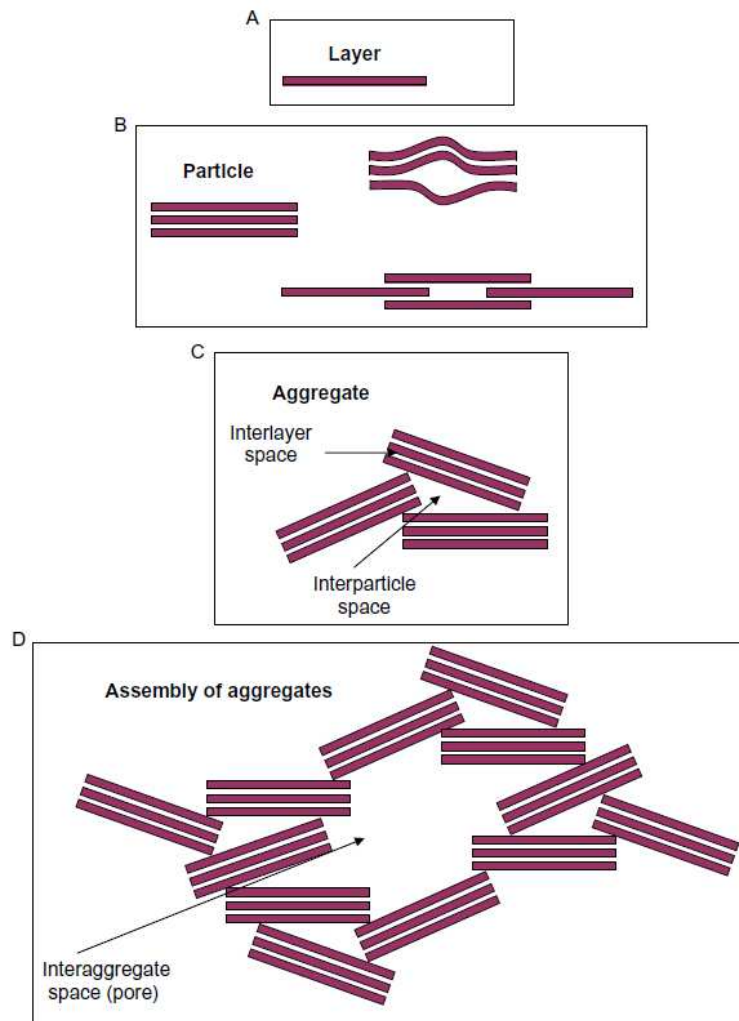 A
Layer
B
Particle
C
Aggregate
Interlayer
space
Interparticle
space
D
Assembly of aggregates
Interaggregate
space (pore)